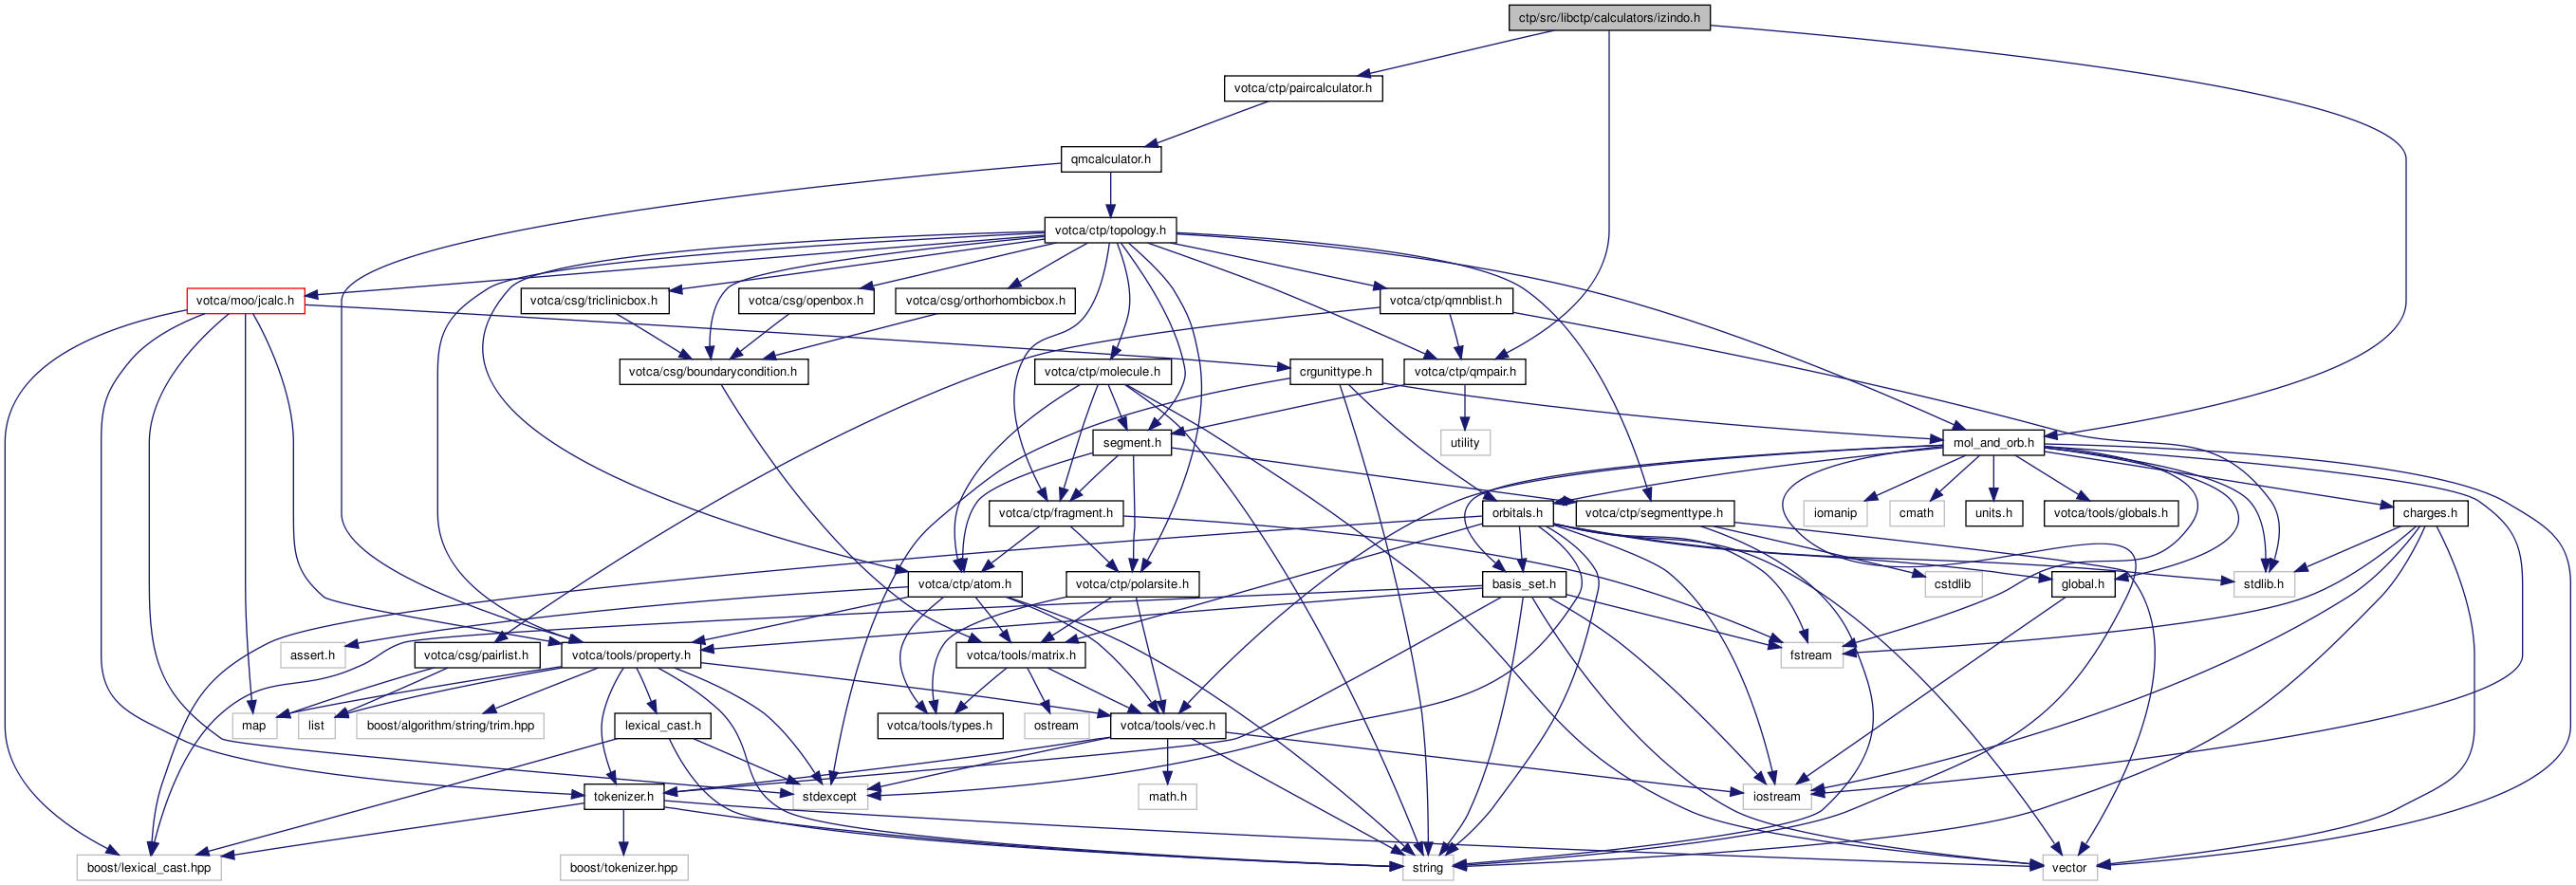 ctp/src/libctp/calculators/izindo.h
votca/ctp/paircalculator.h
qmcalculator.h
votca/ctp/topology.h
votca/moo/jcalc.h
votca/csg/triclinicbox.h
votca/csg/openbox.h
votca/csg/orthorhombicbox.h
votca/ctp/qmnblist.h
votca/csg/boundarycondition.h
votca/ctp/molecule.h
crgunittype.h
votca/ctp/qmpair.h
segment.h
utility
mol_and_orb.h
votca/ctp/fragment.h
orbitals.h
votca/ctp/segmenttype.h
iomanip
cmath
units.h
votca/tools/globals.h
charges.h
votca/ctp/atom.h
votca/ctp/polarsite.h
basis_set.h
cstdlib
global.h
stdlib.h
assert.h
votca/csg/pairlist.h
votca/tools/property.h
votca/tools/matrix.h
fstream
map
list
boost/algorithm/string/trim.hpp
lexical_cast.h
votca/tools/types.h
ostream
votca/tools/vec.h
tokenizer.h
stdexcept
math.h
iostream
boost/lexical_cast.hpp
boost/tokenizer.hpp
string
vector